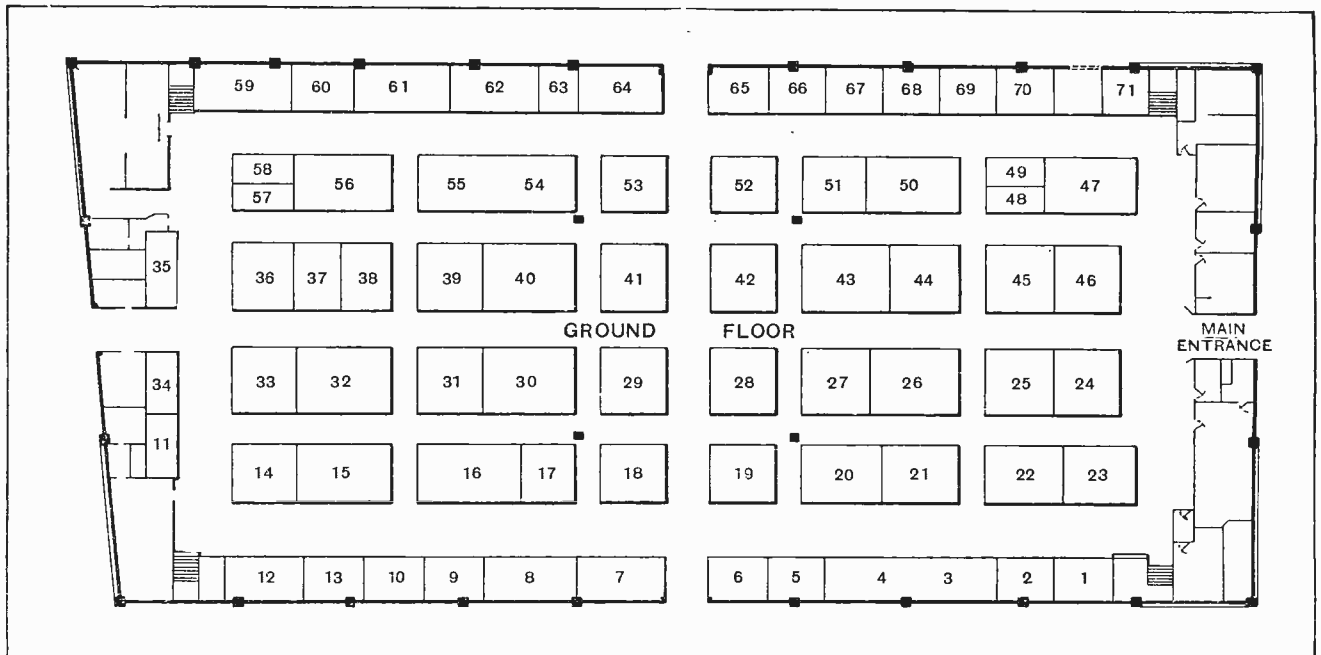 59 60 61 62 63 64 65 66 67 68 69 70 71
58 56 55 54 53 52 51 50 49 47
57 48
35 36 37 38 39 40 41 42 43 44 45 46
GROUND FLOOR
MAIN
ENTRANCE
34 33 32 31 30 29 28 27 26 25 24
11 14 15 16 17 18 19 20 21 22 23
12 13 10 9 8 7 6 5 4 3 2 1